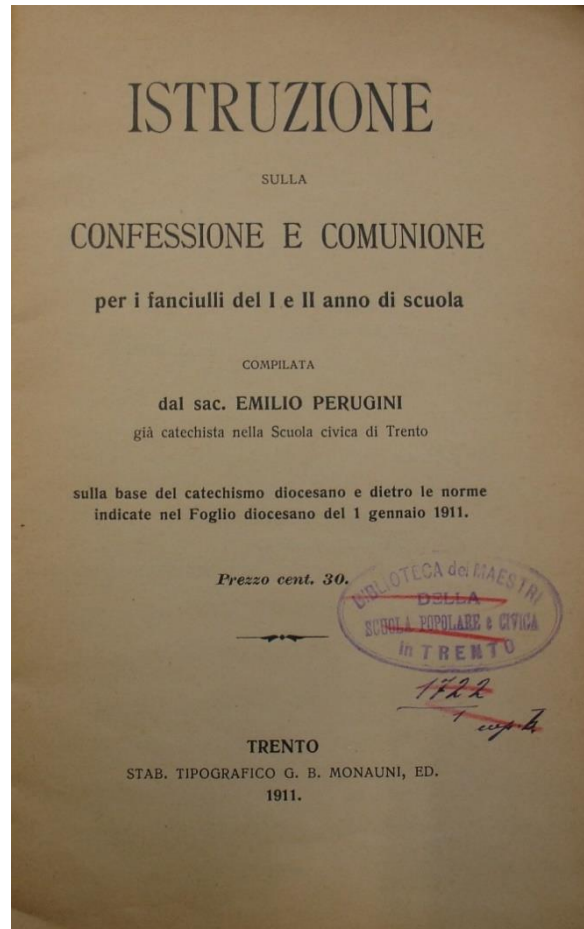 ISTRUZIONE
SULLA
CONFESSIONE E COMUNIONE
per i fanciulli del I e II anno di scuola
COMPILATA
dal sac. EMILIO PERUGINI
già catechista nella Scuola civica di Trento
sulla base del catechismo diocesano e dietro le norme
indicate nel Foglio diocesano del 1 gennaio 1911.
Prezzo cent. 30.
BIBLIOTECA dei MAESTRI
DELLA
SCUOLA POPOLARE e CIVICA
in TRENTO
1722
1
TRENTO
STAB. TIPOGRAFICO G. B. MONAUNI, ED.
1911.